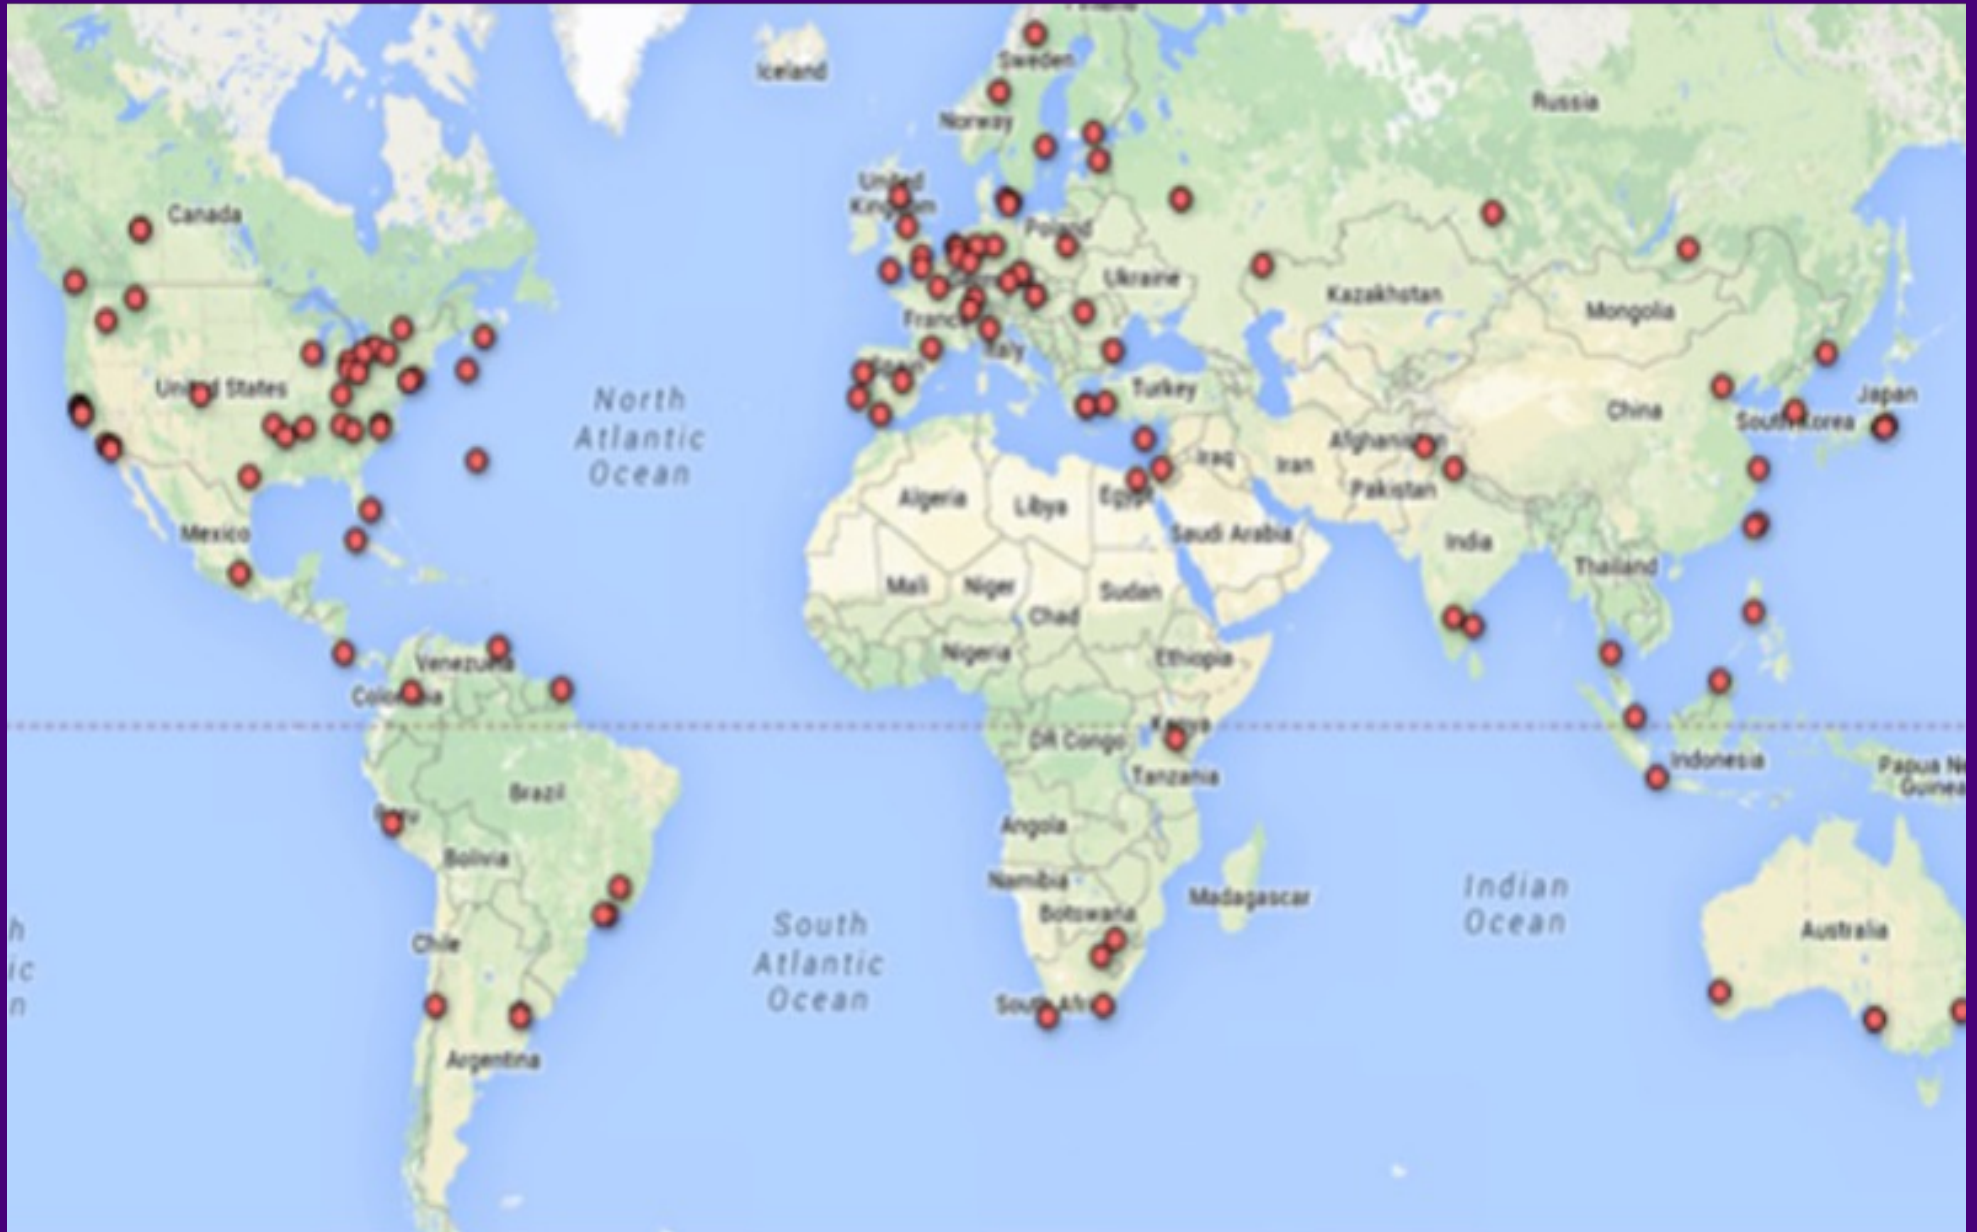 Finland
Iceland
Sweden
Russia
Norway
United
Kingdom
Canada
Poland
Ukraine
Kazakhstan
Mongolia
France
Italy
Spain
United States
North
Atlantic
Ocean
Turkey
China
Japan
South Korea
Afghanistan
Iraq
Iran
Pakistan
Algeria
Libya
Egypt
Mexico
Saudi Arabia
India
Thailand
Mali
Niger
Sudan
Chad
Nigeria
Ethiopia
Venezuela
Colombia
Kenya
DR Congo
Indonesia
Papua N
Guinea
Tanzania
Brazil
Peru
Angola
Bolivia
Namibia
Madagascar
Botswana
Indian
Ocean
South
Atlantic
Ocean
Chile
Australia
h
ic
n
South Afri
Argentina